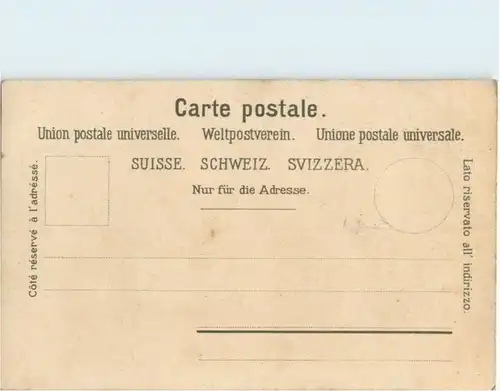 Carte postale.
Union postale universelle. Weltpostverein. Unione postale universale.
SUISSE. SCHWEIZ. SVIZZERA.
Nur für die Adresse.
Côté réservé à l'adréssé.
Lato riservato all' indirizzo.